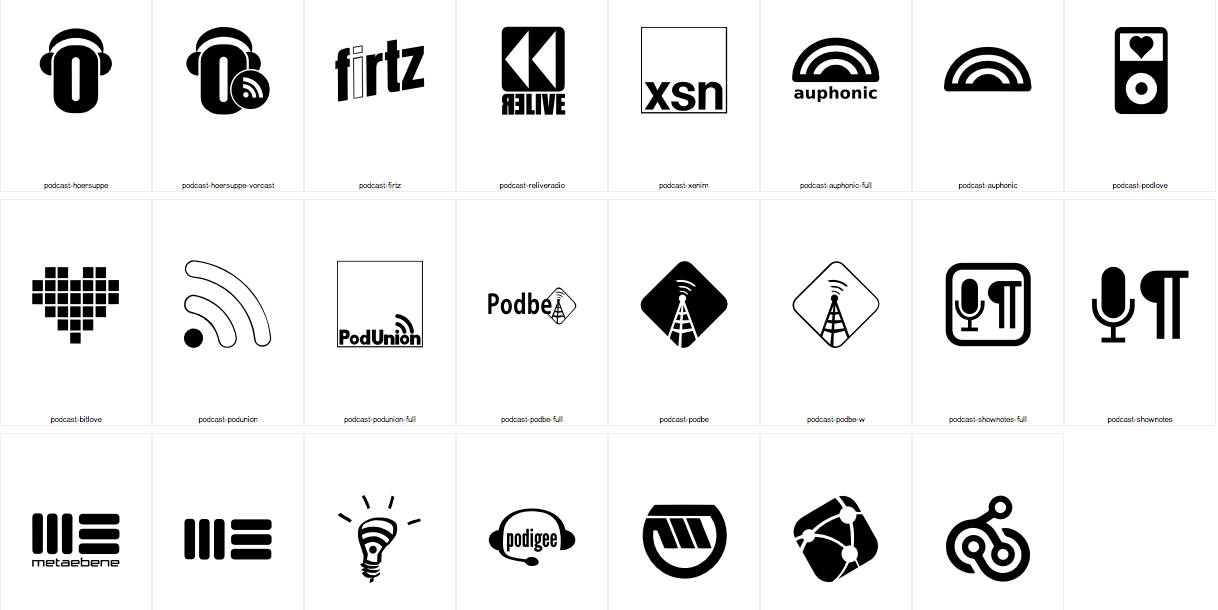 firtz
RELIVE
xsn
auphonic
podcast-hoersuppe
podcast-hoersuppe-vorcast
podcast-firtz
podcast-reliveradio
podcast-xenim
podcast-auphonic-full
podcast-auphonic
podcast-podlove
PodUnion
Podbe
¶
¶
podcast-bitlove
podcast-podunion
podcast-podunion-full
podcast-podbe-full
podcast-podbe
podcast-podbe-w
podcast-shownotes-full
podcast-shownotes
metaebene
podigee